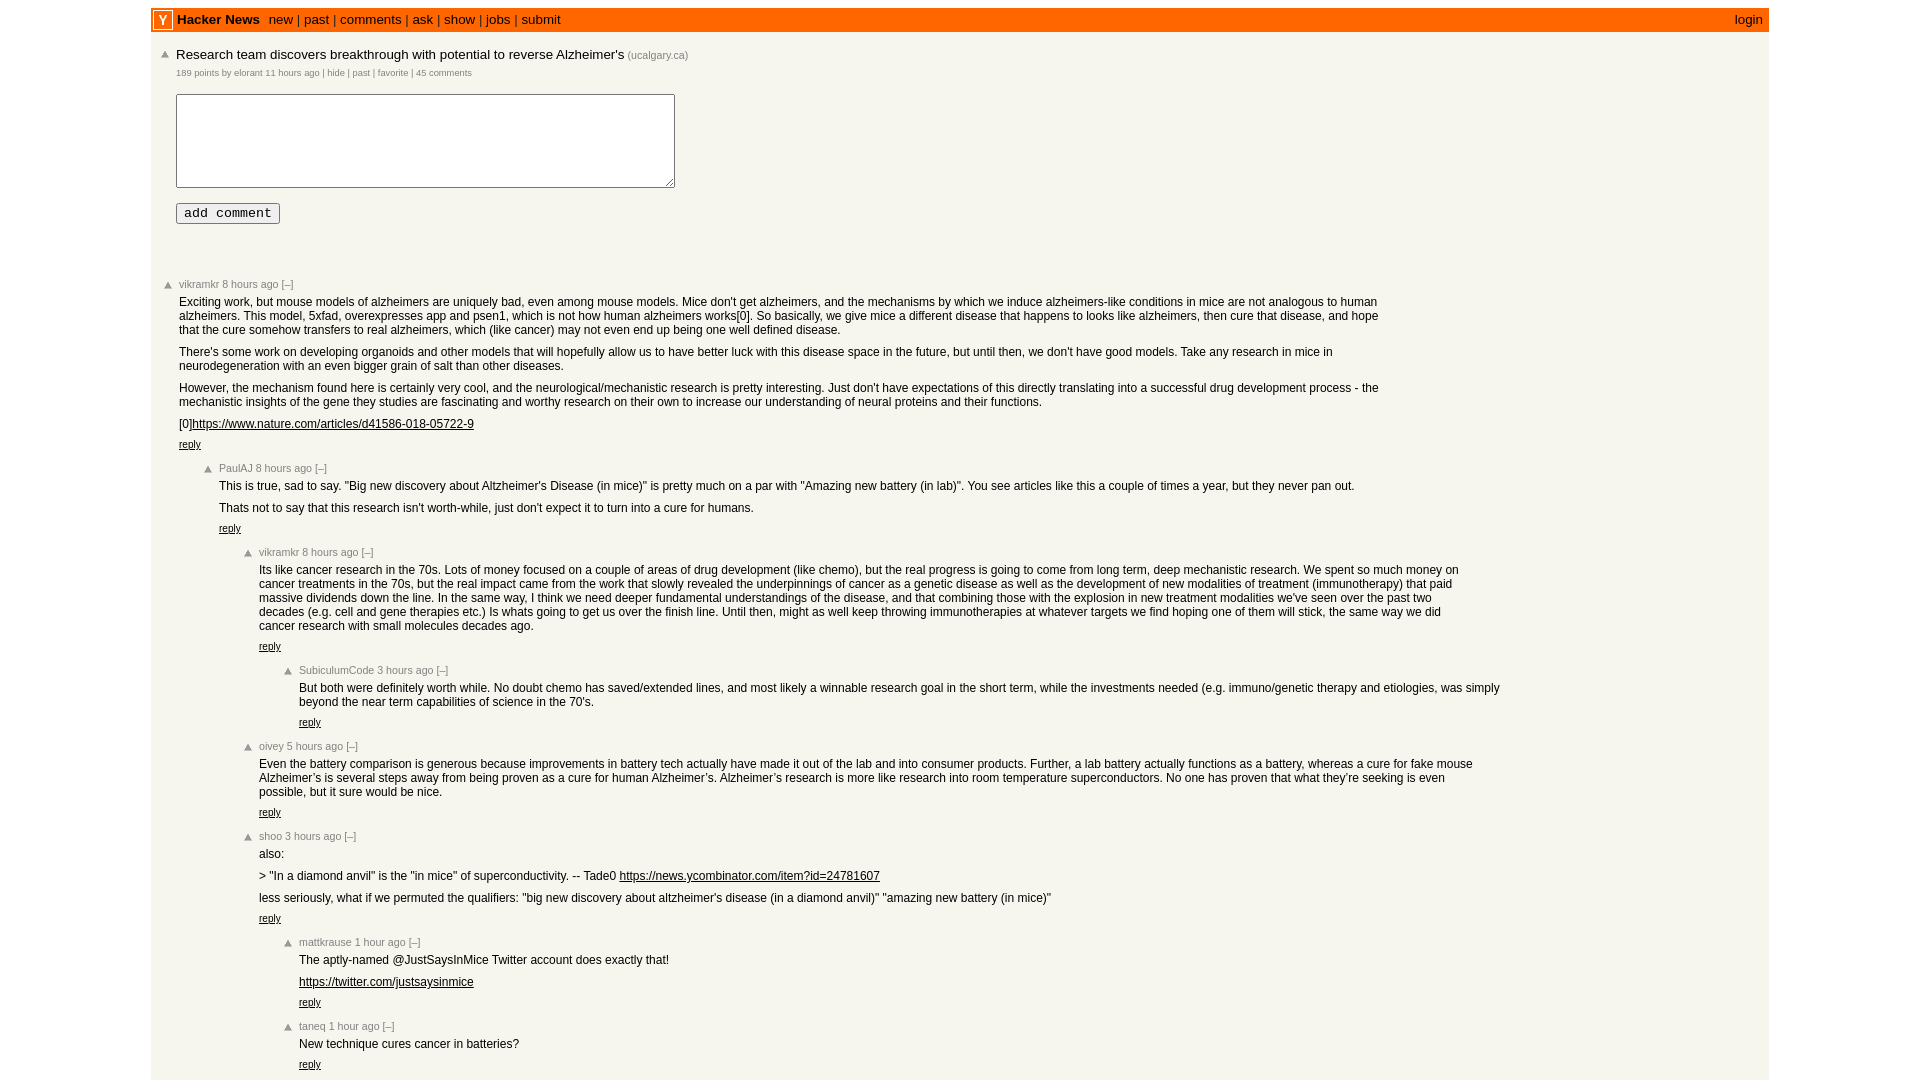 Y Hacker News new | past | comments | ask | show | jobs | submit login
Research team discovers breakthrough with potential to reverse Alzheimer's (ucalgary.ca)
189 points by elorant 11 hours ago | hide | past | favorite | 45 comments
add comment
vikramkr 8 hours ago [–]
Exciting work, but mouse models of alzheimers are uniquely bad, even among mouse models. Mice don't get alzheimers, and the mechanisms by which we induce alzheimers-like conditions in mice are not analogous to human
alzheimers. This model, 5xfad, overexpresses app and psen1, which is not how human alzheimers works[0]. So basically, we give mice a different disease that happens to looks like alzheimers, then cure that disease, and hope
that the cure somehow transfers to real alzheimers, which (like cancer) may not even end up being one well defined disease.
There's some work on developing organoids and other models that will hopefully allow us to have better luck with this disease space in the future, but until then, we don't have good models. Take any research in mice in
neurodegeneration with an even bigger grain of salt than other diseases.
However, the mechanism found here is certainly very cool, and the neurological/mechanistic research is pretty interesting. Just don't have expectations of this directly translating into a successful drug development process - the
mechanistic insights of the gene they studies are fascinating and worthy research on their own to increase our understanding of neural proteins and their functions.
[0]https://www.nature.com/articles/d41586-018-05722-9
reply
PaulAJ 8 hours ago [–]
This is true, sad to say. "Big new discovery about Altzheimer's Disease (in mice)" is pretty much on a par with "Amazing new battery (in lab)". You see articles like this a couple of times a year, but they never pan out.
Thats not to say that this research isn't worth-while, just don't expect it to turn into a cure for humans.
reply
vikramkr 8 hours ago [–]
Its like cancer research in the 70s. Lots of money focused on a couple of areas of drug development (like chemo), but the real progress is going to come from long term, deep mechanistic research. We spent so much money on
cancer treatments in the 70s, but the real impact came from the work that slowly revealed the underpinnings of cancer as a genetic disease as well as the development of new modalities of treatment (immunotherapy) that paid
massive dividends down the line. In the same way, I think we need deeper fundamental understandings of the disease, and that combining those with the explosion in new treatment modalities we've seen over the past two
decades (e.g. cell and gene therapies etc.) Is whats going to get us over the finish line. Until then, might as well keep throwing immunotherapies at whatever targets we find hoping one of them will stick, the same way we did
cancer research with small molecules decades ago.
reply
SubiculumCode 3 hours ago [–]
But both were definitely worth while. No doubt chemo has saved/extended lines, and most likely a winnable research goal in the short term, while the investments needed (e.g. immuno/genetic therapy and etiologies, was simply
beyond the near term capabilities of science in the 70's.
reply
oivey 5 hours ago [–]
Even the battery comparison is generous because improvements in battery tech actually have made it out of the lab and into consumer products. Further, a lab battery actually functions as a battery, whereas a cure for fake mouse
Alzheimer’s is several steps away from being proven as a cure for human Alzheimer’s. Alzheimer’s research is more like research into room temperature superconductors. No one has proven that what they’re seeking is even
possible, but it sure would be nice.
reply
shoo 3 hours ago [–]
also:
> "In a diamond anvil" is the "in mice" of superconductivity. -- Tade0 https://news.ycombinator.com/item?id=24781607
less seriously, what if we permuted the qualifiers: "big new discovery about altzheimer's disease (in a diamond anvil)" "amazing new battery (in mice)"
reply
mattkrause 1 hour ago [–]
The aptly-named @JustSaysInMice Twitter account does exactly that!
https://twitter.com/justsaysinmice
reply
taneq 1 hour ago [–]
New technique cures cancer in batteries?
reply